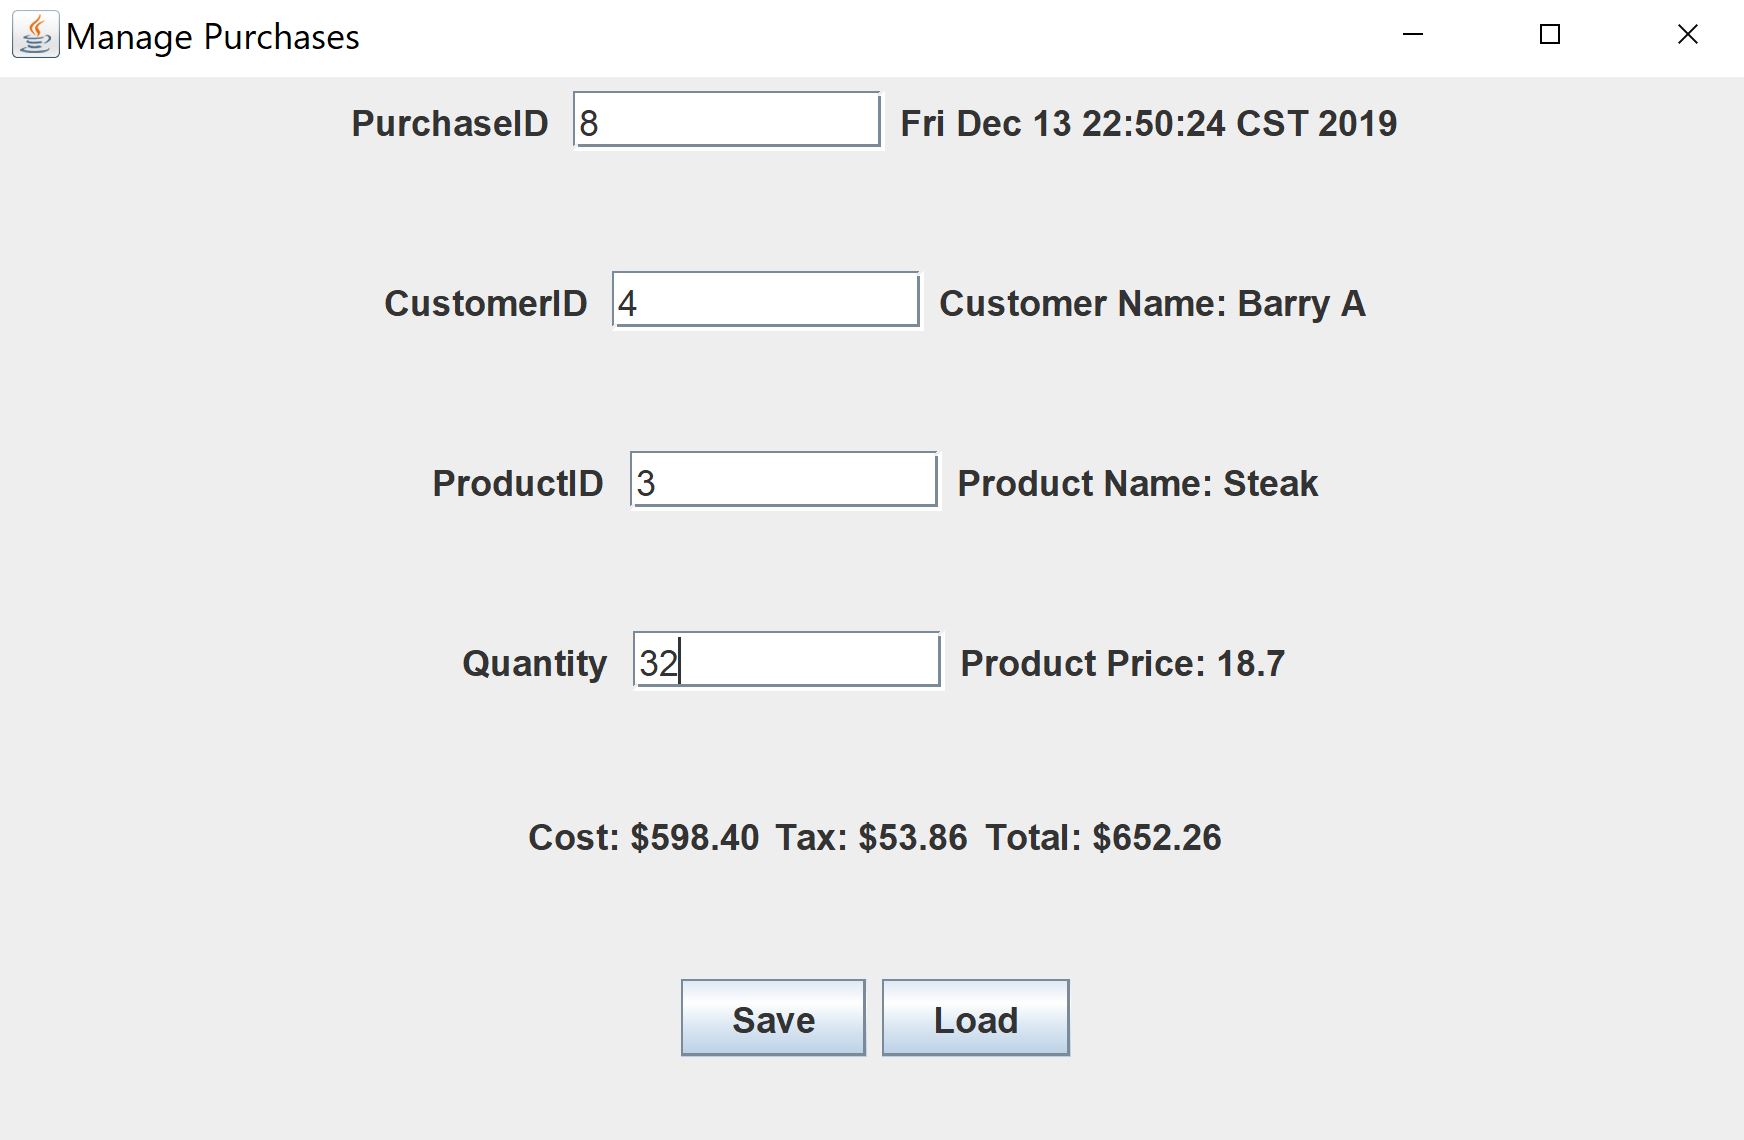 Manage Purchases
PurchaseID 8 Fri Dec 13 22:50:24 CST 2019
CustomerID 4 Customer Name: Barry A
ProductID 3 Product Name: Steak
Quantity 32 Product Price: 18.7
Cost: $598.40 Tax: $53.86 Total: $652.26
Save Load